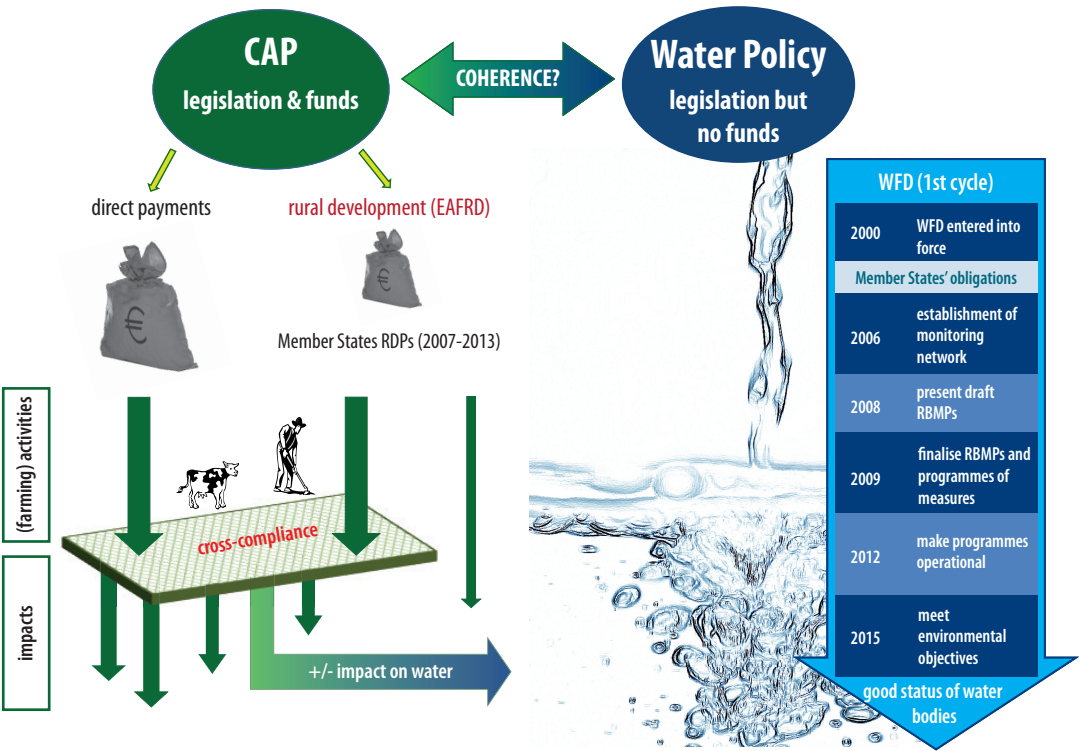 CAP
legislation & funds
COHERENCE?
Water Policy
legislation but
no funds
direct payments
rural development (EAFRD)
€
€
Member States RDPs (2007-2013)
(farming) activities
cross-compliance
impacts
+/- impact on water
WFD (1st cycle)
2000 WFD entered into
force
Member States' obligations
2006 establishment of
monitoring
network
2008 present draft
RBMPs
2009 finalise RBMPs and
programmes of
measures
2012 make programmes
operational
2015 meet
environmental
objectives
good status of water
bodies